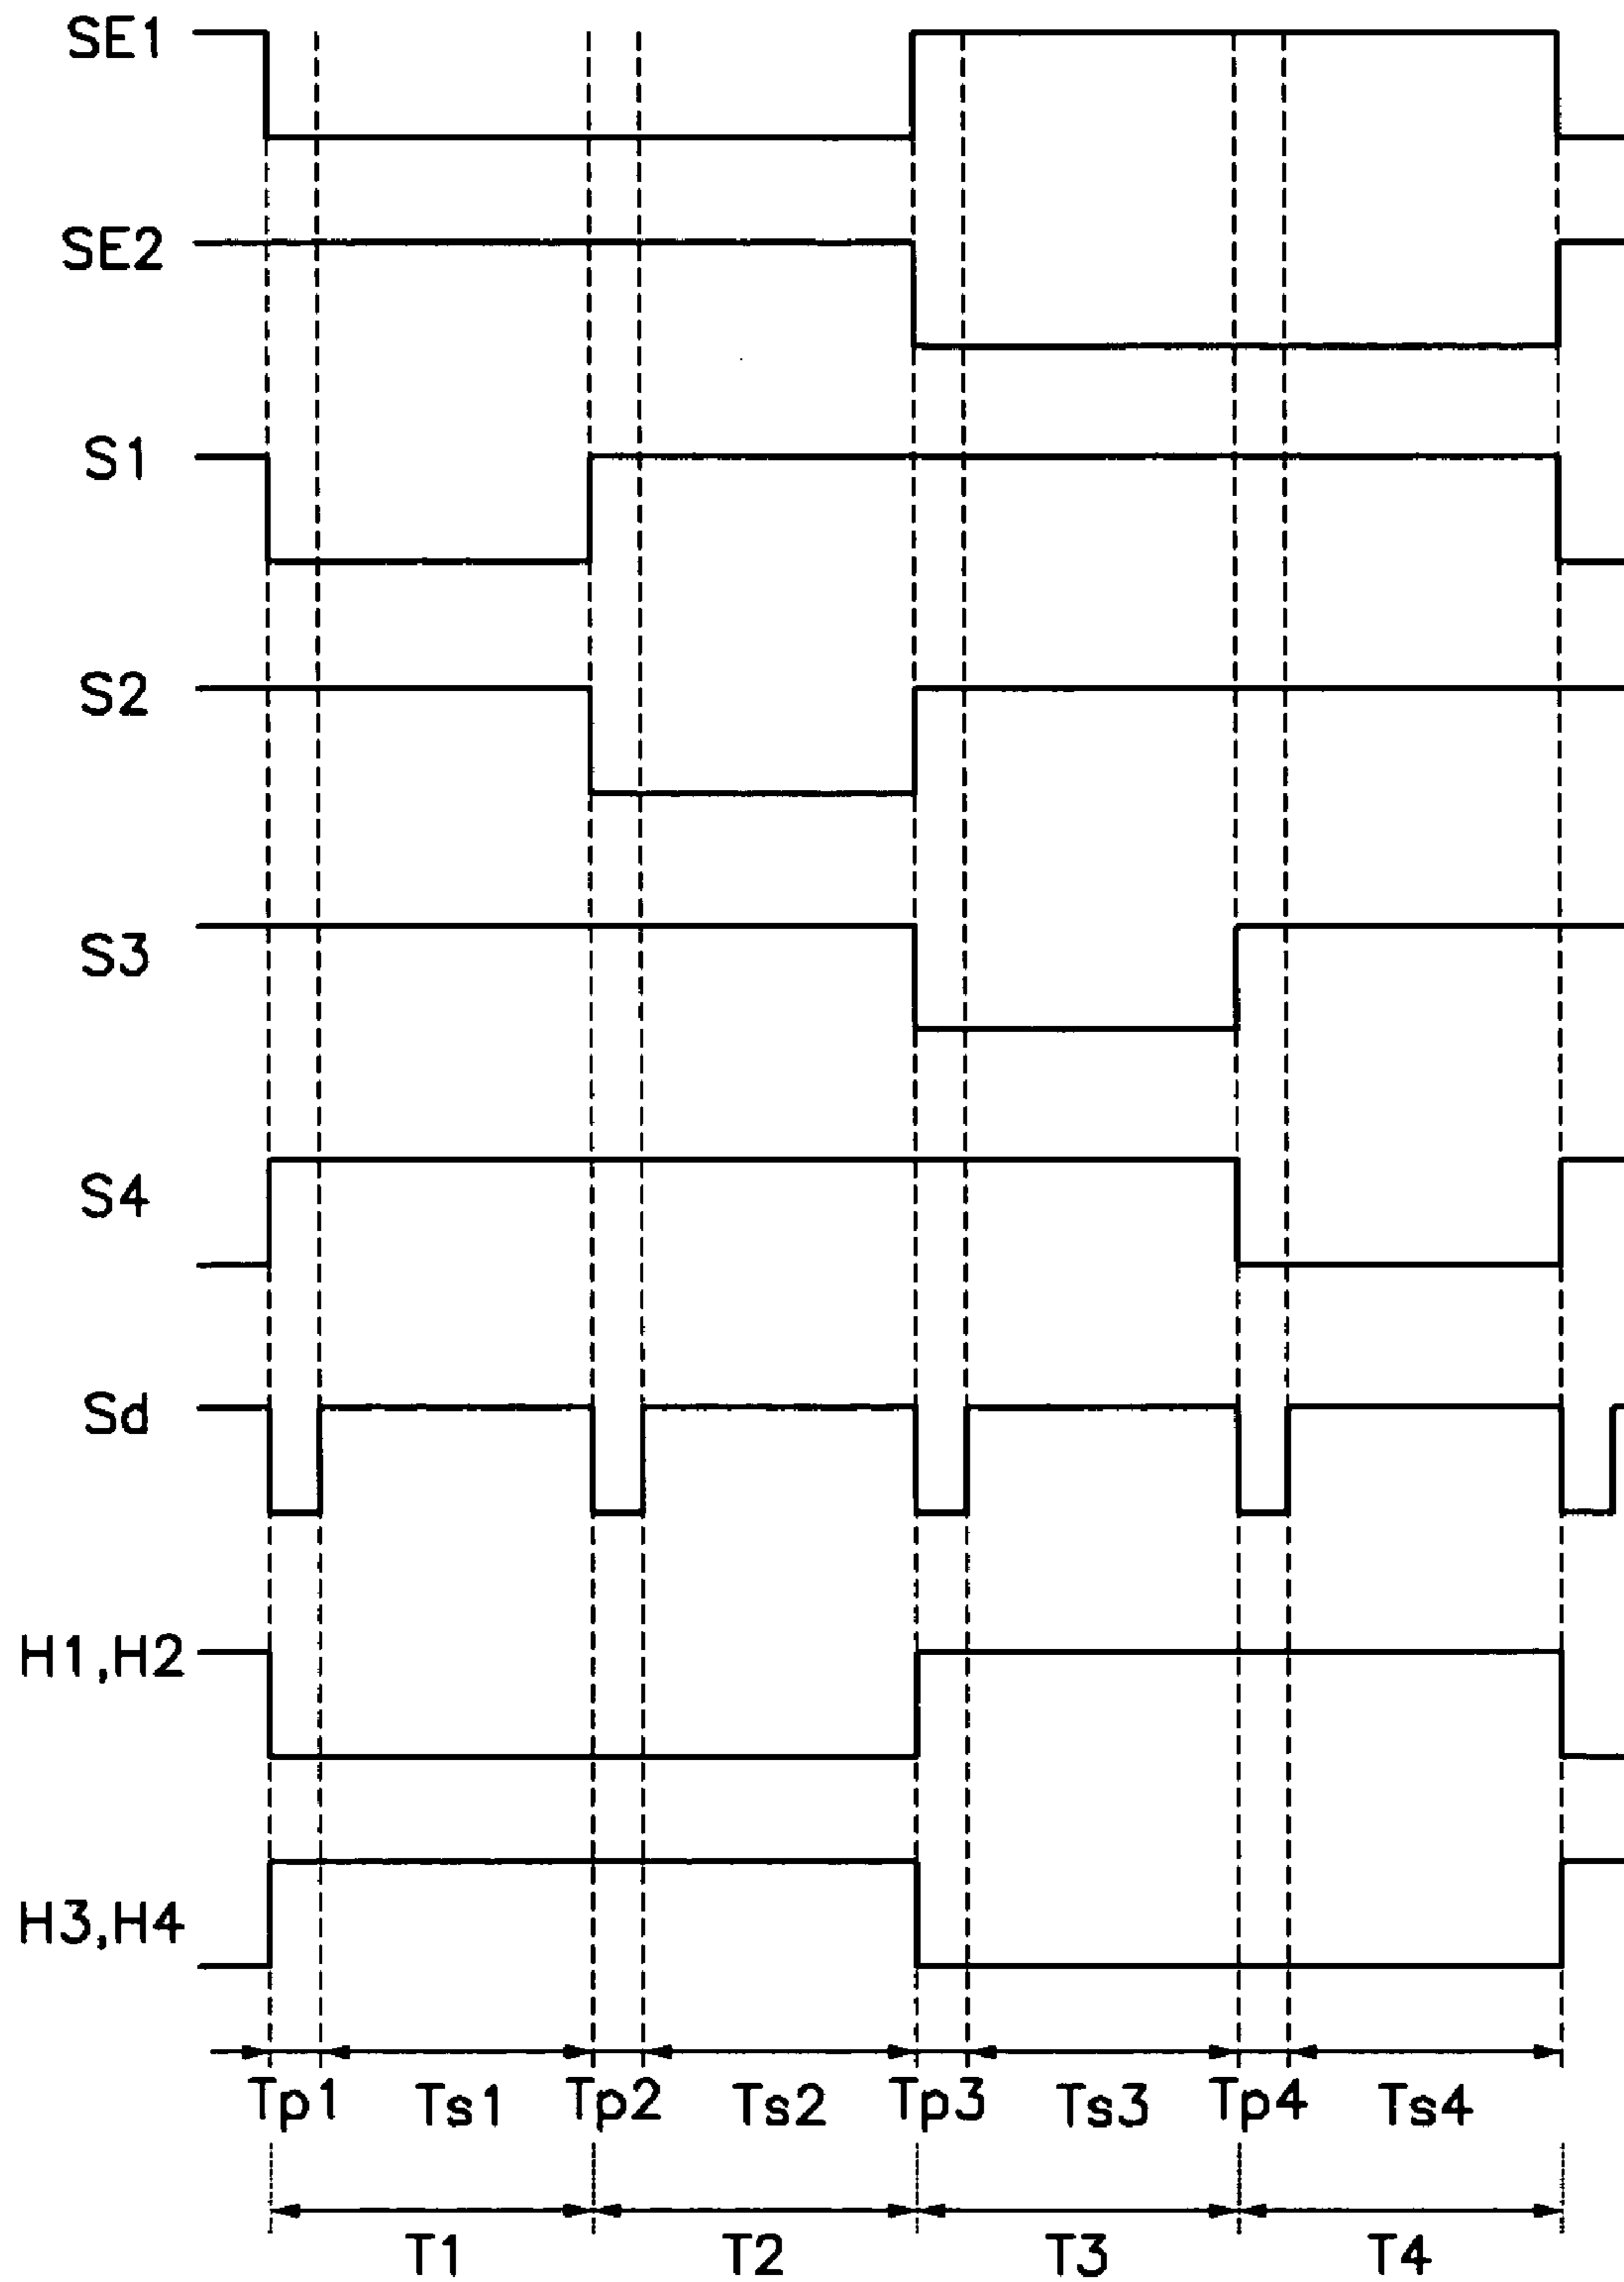 SE1
SE2
S1
S2
S3
S4
Sd
H1,H2
H3,H4
Tp1 Ts1 Tp2 Ts2 Tp3 Ts3 Tp4 Ts4
T1 T2 T3 T4